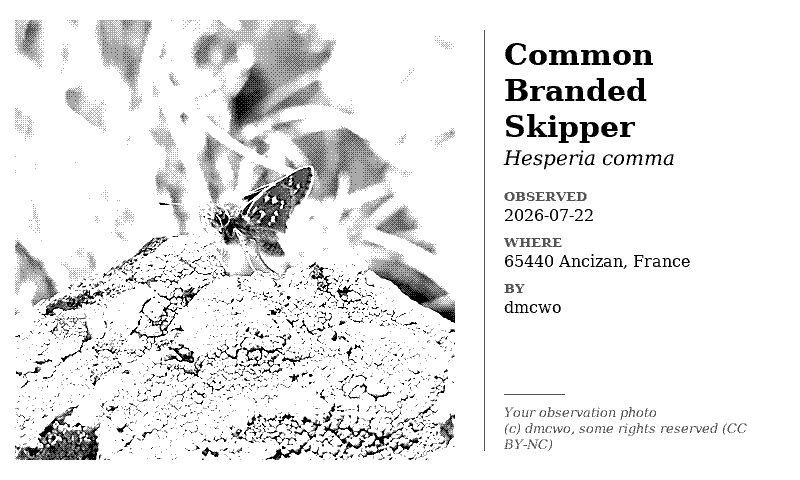 Common
Branded
Skipper
Hesperia comma
OBSERVED
2026-07-22
WHERE
65440 Ancizan, France
BY
dmcwo
Your observation photo
(c) dmcwo, some rights reserved (CC
BY-NC)